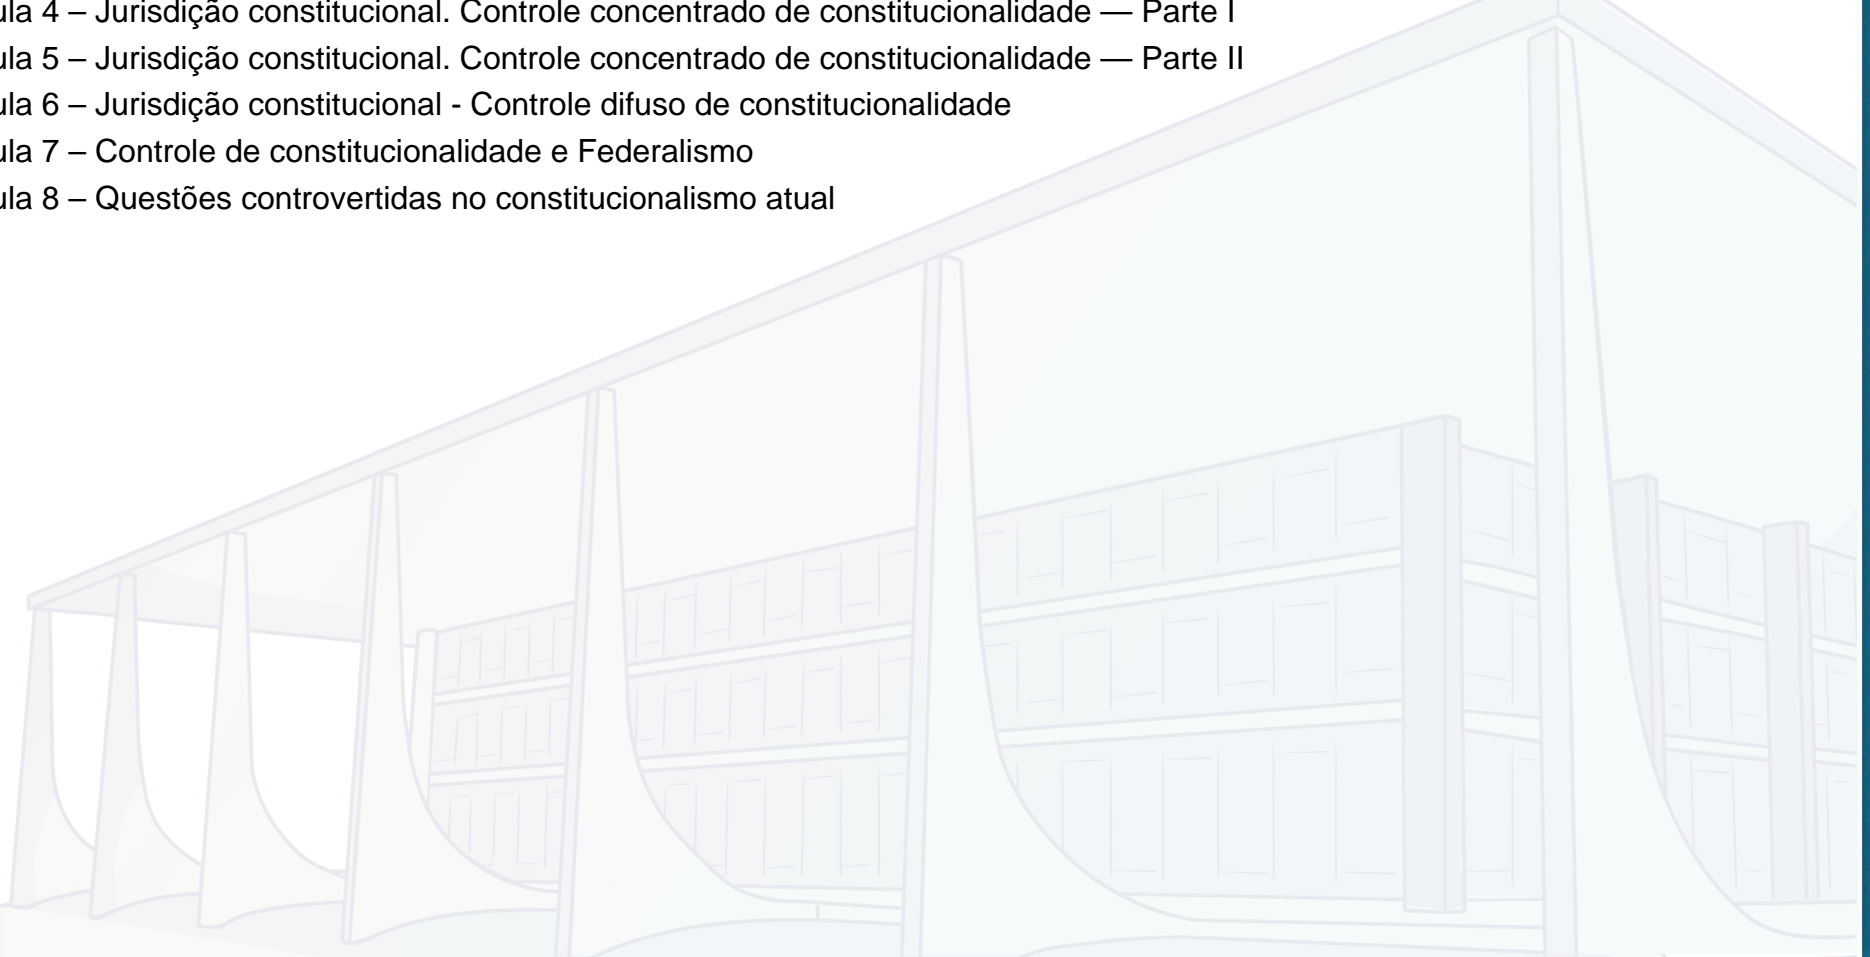 ula 4 – Jurisdição constitucional. Controle concentrado de constitucionalidade — Parte I
ula 5 – Jurisdição constitucional. Controle concentrado de constitucionalidade — Parte II
ula 6 – Jurisdição constitucional - Controle difuso de constitucionalidade
ula 7 – Controle de constitucionalidade e Federalismo
ula 8 – Questões controvertidas no constitucionalismo atual